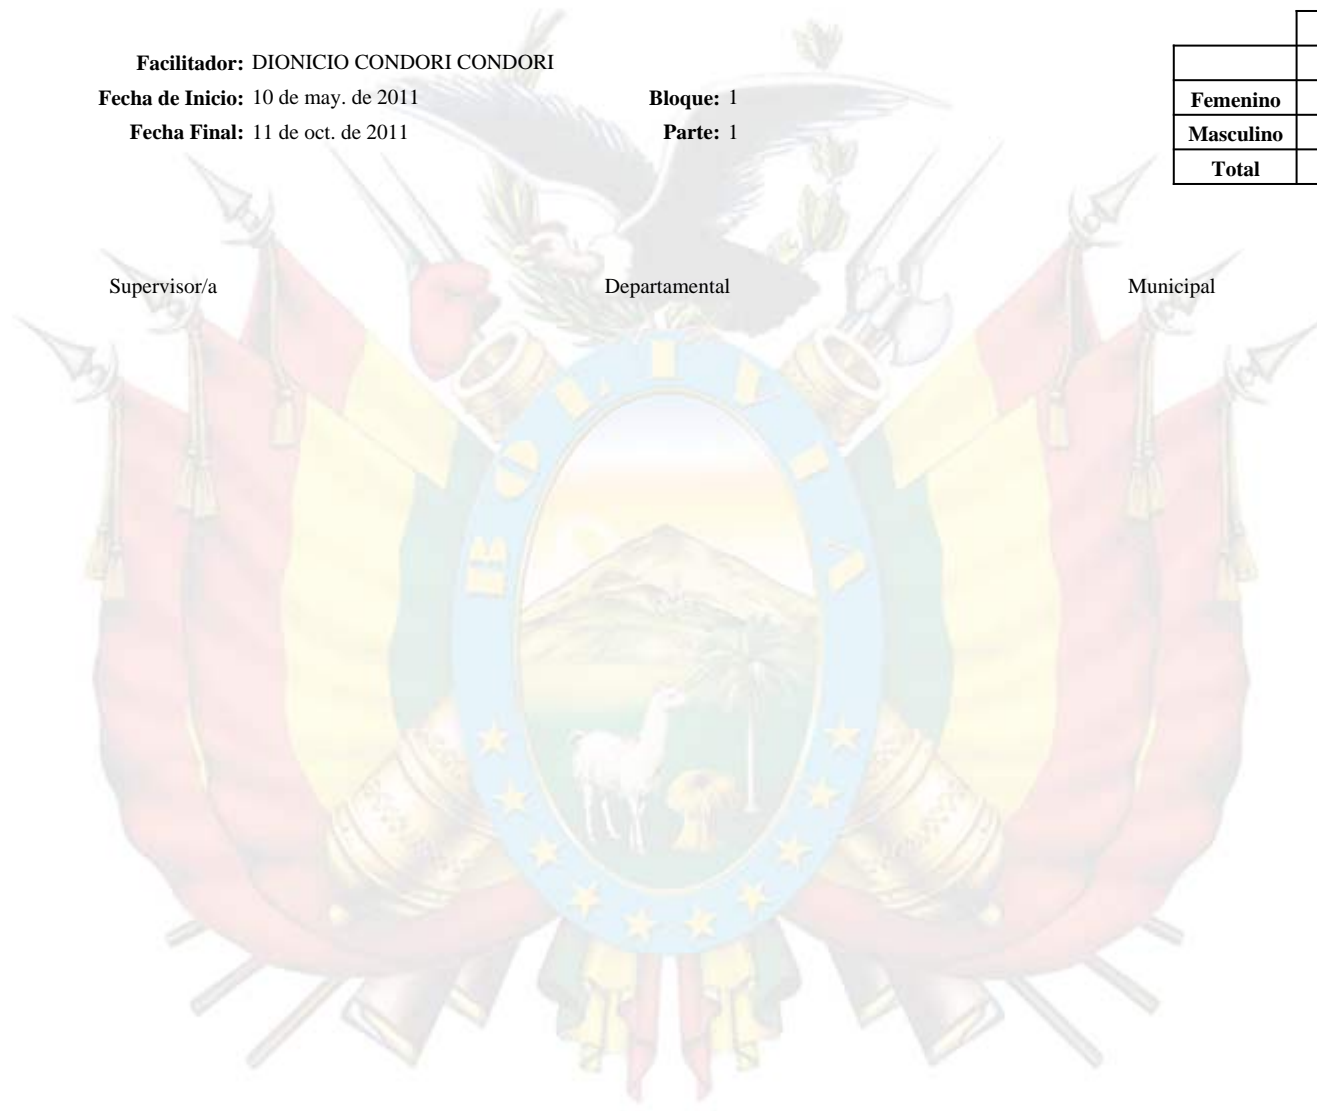 Facilitador: DIONICIO CONDORI CONDORI
Fecha de Inicio: 10 de may. de 2011 Bloque: 1
Femenino
Fecha Final: 11 de oct. de 2011 Parte: 1
Masculino
Total
Supervisor/a Departamental Municipal
BOLIVIA